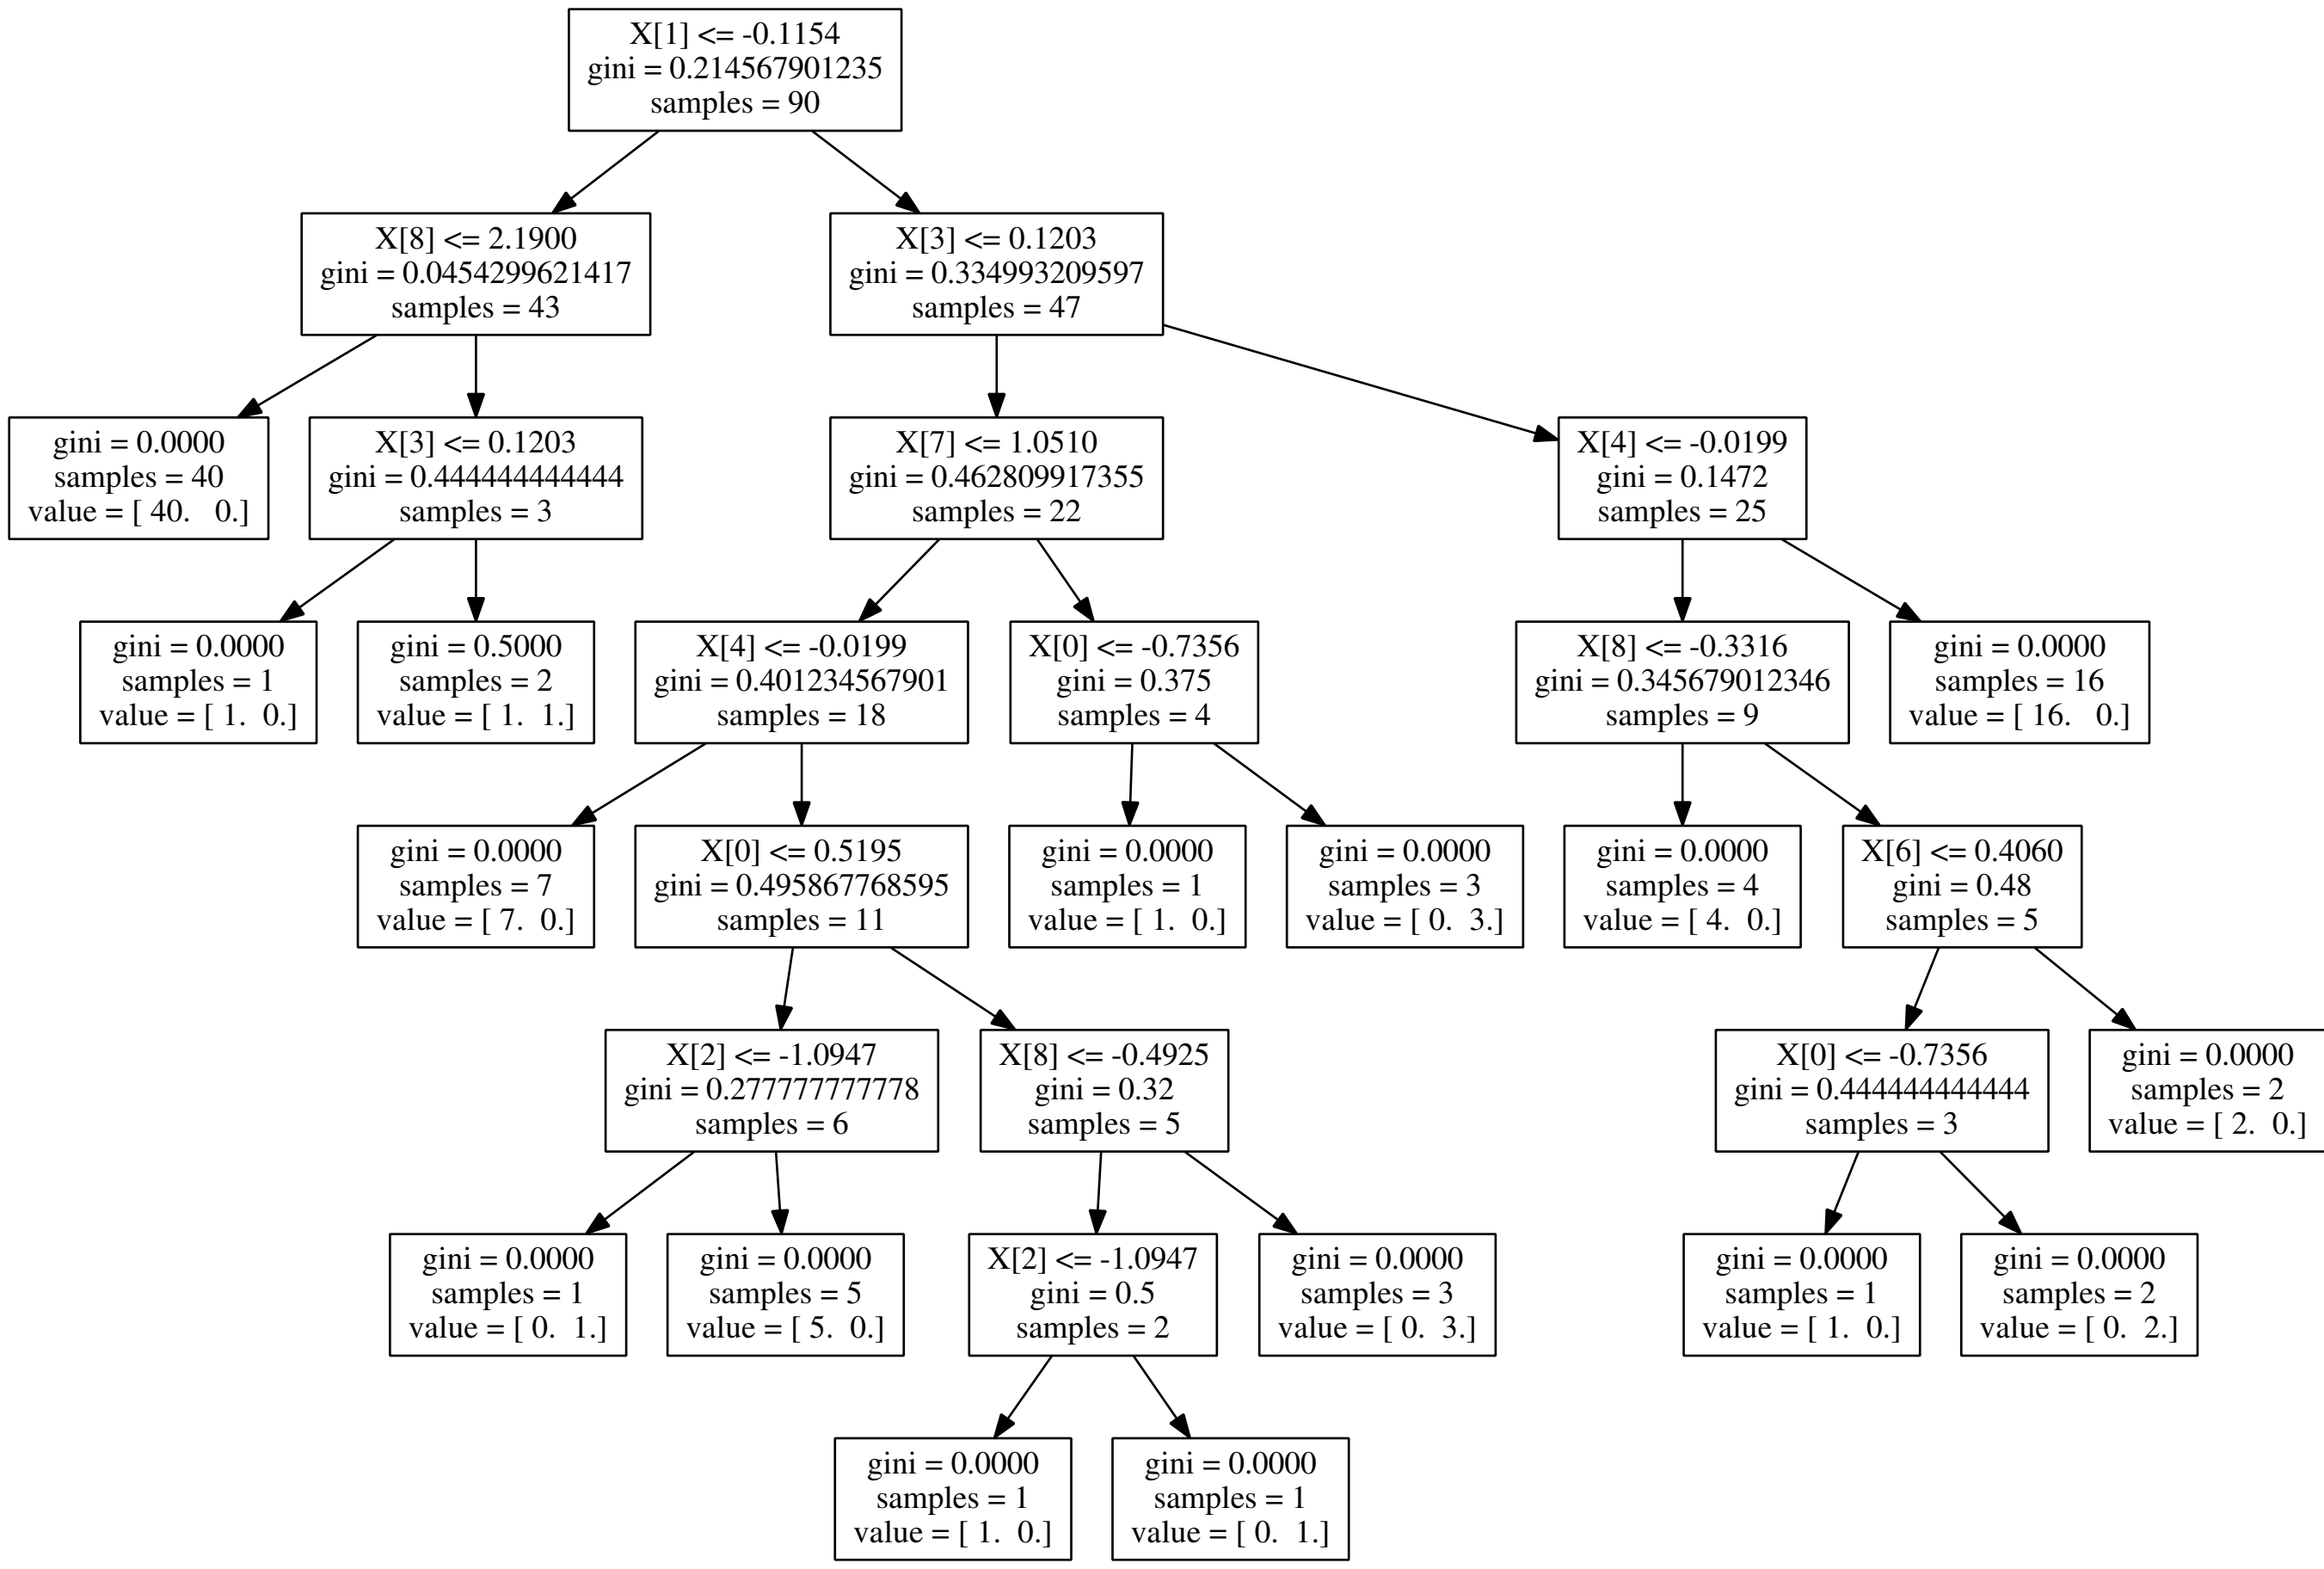 X[1] <= -0.1154
gini = 0.214567901235
samples = 90
X[8] <= 2.1900
gini = 0.0454299621417
samples = 43
X[3] <= 0.1203
gini = 0.334993209597
samples = 47
gini = 0.0000
samples = 40
value = [ 40.   0.]
X[3] <= 0.1203
gini = 0.444444444444
samples = 3
X[7] <= 1.0510
gini = 0.462809917355
samples = 22
X[4] <= -0.0199
gini = 0.1472
samples = 25
gini = 0.0000
samples = 1
value = [ 1.  0.]
gini = 0.5000
samples = 2
value = [ 1.  1.]
X[4] <= -0.0199
gini = 0.401234567901
samples = 18
X[0] <= -0.7356
gini = 0.375
samples = 4
X[8] <= -0.3316
gini = 0.345679012346
samples = 9
gini = 0.0000
samples = 16
value = [ 16.   0.]
gini = 0.0000
samples = 7
value = [ 7.  0.]
X[0] <= 0.5195
gini = 0.495867768595
samples = 11
gini = 0.0000
samples = 1
value = [ 1.  0.]
gini = 0.0000
samples = 3
value = [ 0.  3.]
gini = 0.0000
samples = 4
value = [ 4.  0.]
X[6] <= 0.4060
gini = 0.48
samples = 5
X[2] <= -1.0947
gini = 0.277777777778
samples = 6
X[8] <= -0.4925
gini = 0.32
samples = 5
X[0] <= -0.7356
gini = 0.444444444444
samples = 3
gini = 0.0000
samples = 2
value = [ 2.  0.]
gini = 0.0000
samples = 1
value = [ 0.  1.]
gini = 0.0000
samples = 5
value = [ 5.  0.]
X[2] <= -1.0947
gini = 0.5
samples = 2
gini = 0.0000
samples = 3
value = [ 0.  3.]
gini = 0.0000
samples = 1
value = [ 1.  0.]
gini = 0.0000
samples = 2
value = [ 0.  2.]
gini = 0.0000
samples = 1
value = [ 1.  0.]
gini = 0.0000
samples = 1
value = [ 0.  1.]